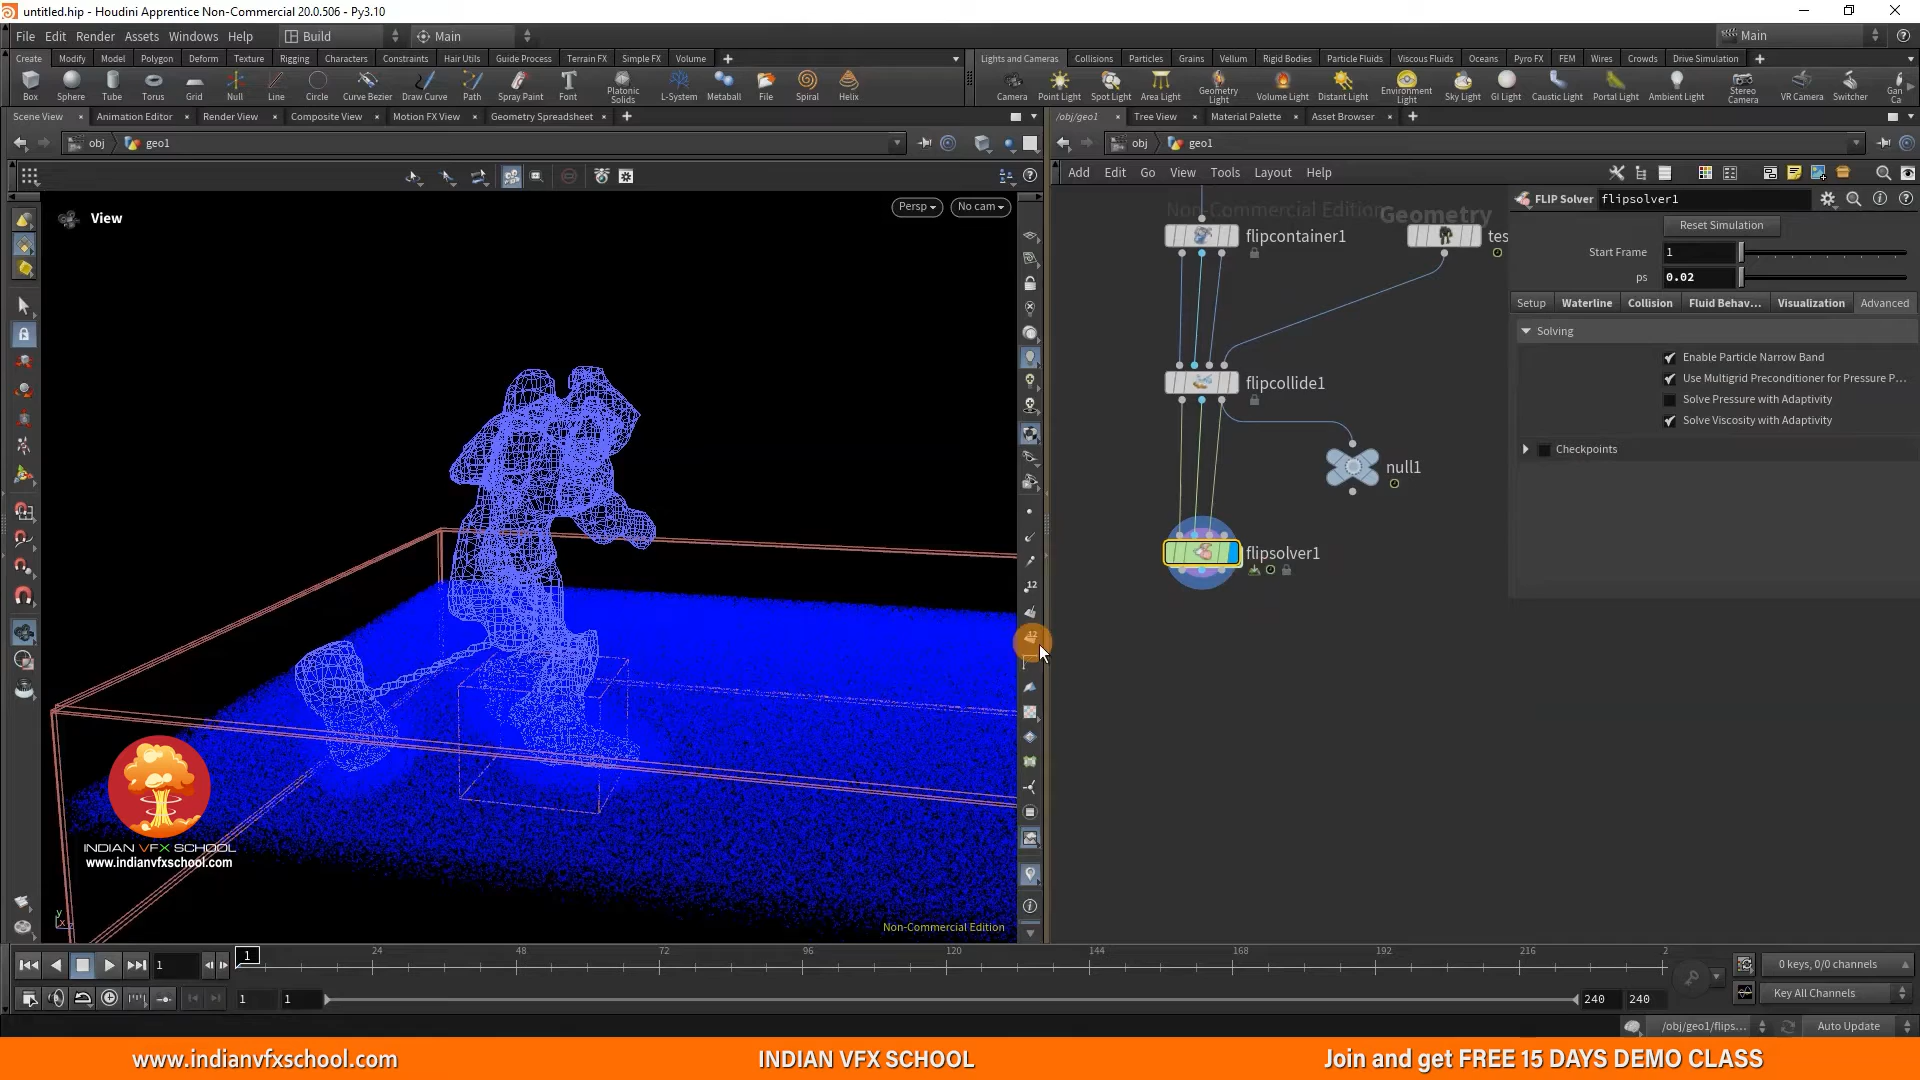 untitled.hip - Houdini Apprentice Non-Commercial 20.0.506 - Py3.10
File Edit Render Assets Windows Help Build Main Main
Create Modify Model Polygon Deform Texture Rigging Characters Constraints Hair Utils Guide Process Terrain FX Simple FX Volume
Lights and Cameras Collisions Particles Grains Vellum Rigid Bodies Particle Fluids Viscous Fluids Oceans Pyro FX FEM Wires Crowds Drive Simulation
Box Sphere Tube Torus Grid Null Line Circle Curve Bezier Draw Curve Path Spray Paint Font Platonic Solids L-System Metaball File Spiral Helix
Camera Point Light Spot Light Area Light Geometry Light Volume Light Distant Light Environment Light Sky Light GI Light Caustic Light Portal Light Ambient Light Stereo Camera VR Camera Switcher Gan Ca
Scene View Animation Editor Render View Composite View Motion FX View Geometry Spreadsheet
/obj/geo1 Tree View Material Palette Asset Browser
obj geo1
obj geo1
Add Edit Go View Tools Layout Help
View
Persp
No cam
Non-Commercial Edition
Geometry
flipcontainer1
tes
flipcollide1
null1
flipsolver1
FLIP Solver flipsolver1
Reset Simulation
Start Frame 1
ps 0.02
Setup Waterline Collision Fluid Behav... Visualization Advanced
Solving
Enable Particle Narrow Band
Use Multigrid Preconditioner for Pressure P...
Solve Pressure with Adaptivity
Solve Viscosity with Adaptivity
Checkpoints
12
12
INDIAN VFX SCHOOL
www.indianvfxschool.com
y
x
z
Non-Commercial Edition
1
1
24 48 72 96 120 144 168 192 216 2
0 keys, 0/0 channels
1 1 240 240
Key All Channels
/obj/geo1/flips...
Auto Update
www.indianvfxschool.com INDIAN VFX SCHOOL Join and get FREE 15 DAYS DEMO CLASS